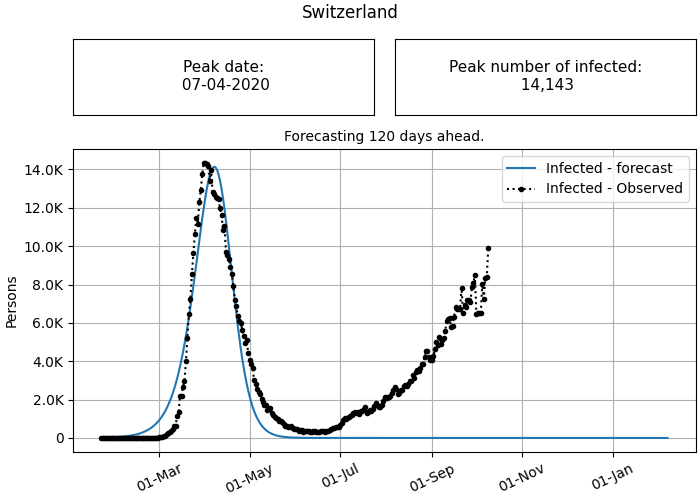 Switzerland
Peak date:
07-04-2020
Peak number of infected:
14,143
Forecasting 120 days ahead.
Infected - forecast
Infected - Observed
14.0K
12.0K
10.0K
8.0K
6.0K
4.0K
2.0K
0
Persons
01-Mar
01-May
01-Jul
01-Sep
01-Nov
01-Jan